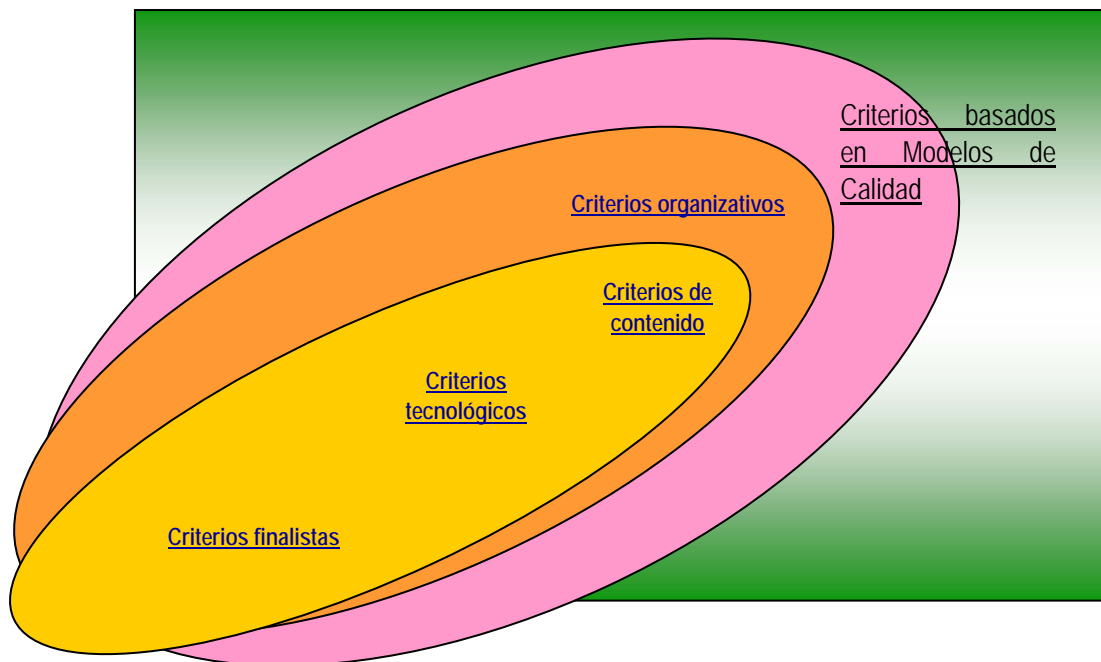 Criterios basados
en Modelos de
Calidad
Criterios organizativos
Criterios de
contenido
Criterios
tecnológicos
Criterios finalistas